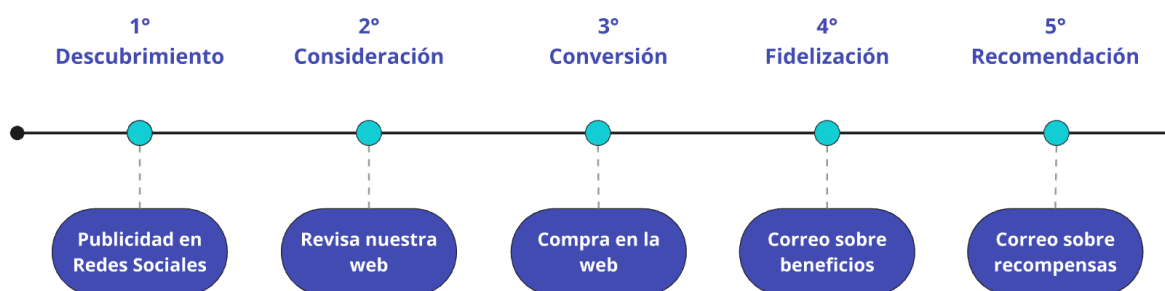 1°
Descubrimiento
2°
Consideración
3°
Conversión
4°
Fidelización
5°
Recomendación
Publicidad en
Redes Sociales
Revisa nuestra
web
Compra en la
web
Correo sobre
beneficios
Correo sobre
recompensas